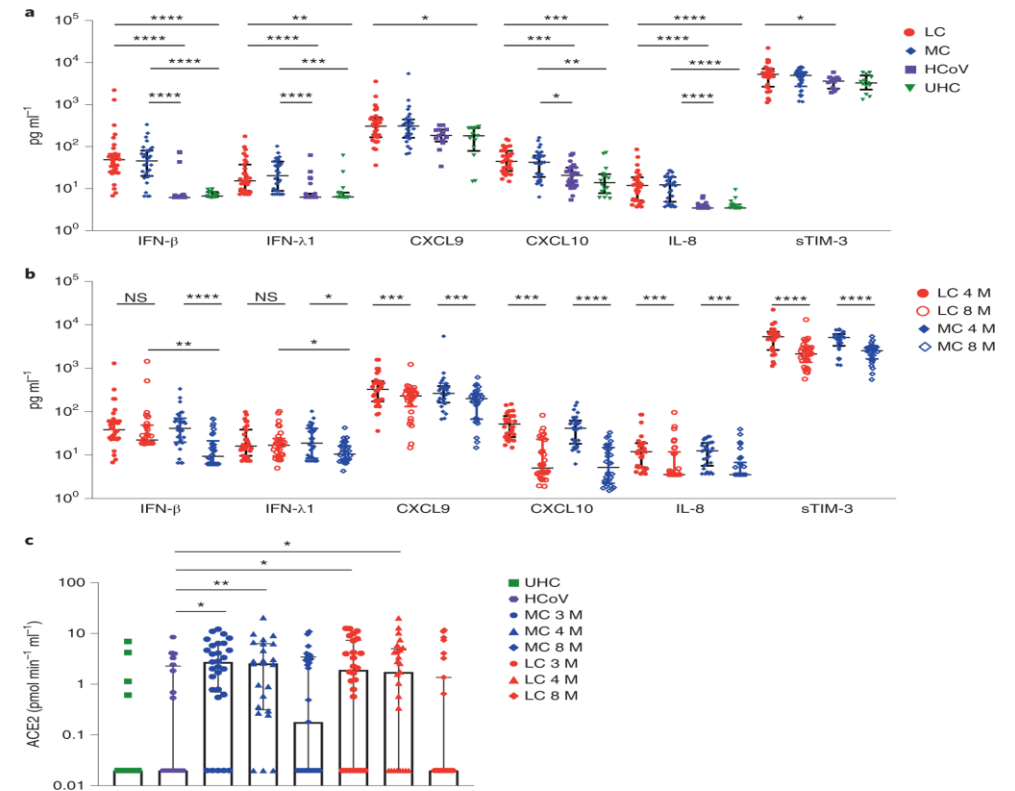 a
10⁵
10⁴
10³
10²
10¹
10⁰
pg ml⁻¹
**** ** * *** **** *
**** **** *** ****
**** *** ** ****
**** **** * ****
IFN-β IFN-λ1 CXCL9 CXCL10 IL-8 sTIM-3
LC
MC
HCoV
UHC
b
10⁵
10⁴
10³
10²
10¹
10⁰
pg ml⁻¹
NS **** NS * *** *** *** **** *** *** **** ****
** *
IFN-β IFN-λ1 CXCL9 CXCL10 IL-8 sTIM-3
LC 4 M
LC 8 M
MC 4 M
MC 8 M
c
100
10
1
0.1
0.01
ACE2 (pmol min⁻¹ ml⁻¹)
*
*
**
*
UHC
HCoV
MC 3 M
MC 4 M
MC 8 M
LC 3 M
LC 4 M
LC 8 M